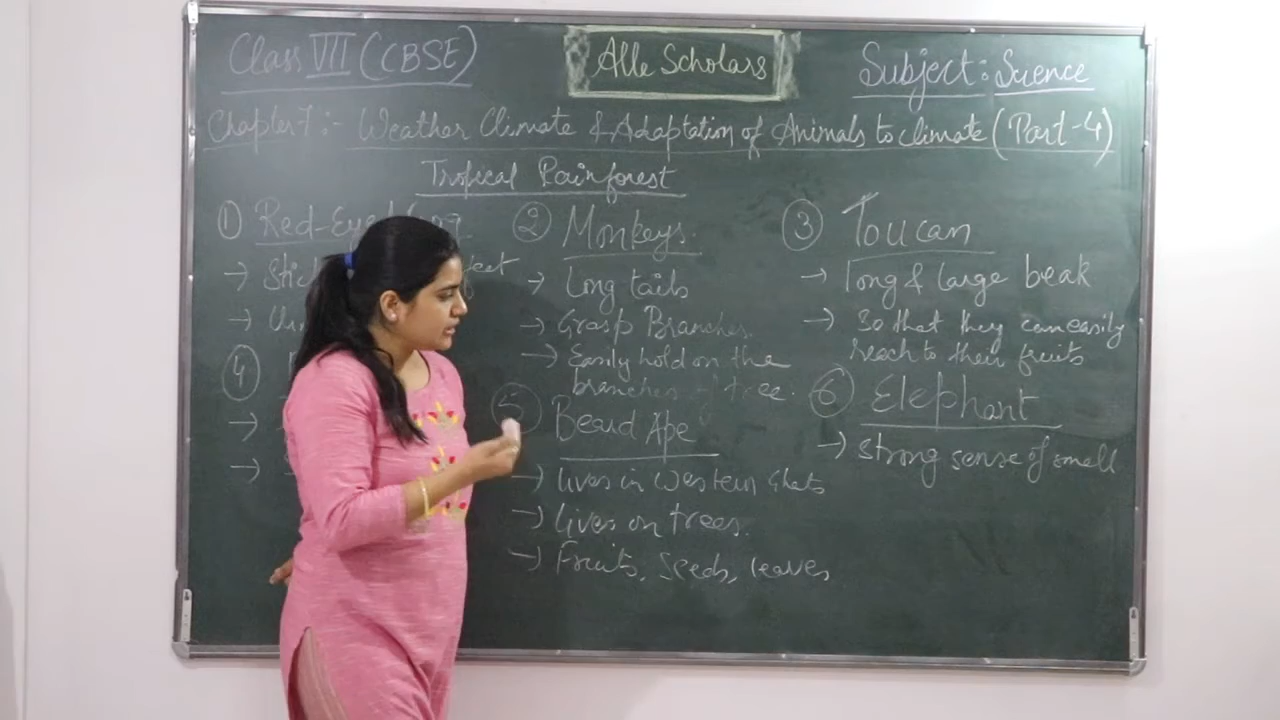 Class VII (CBSE)
Alle Scholars
Subject: Science
Chapter 7:- Weather Climate & Adaptation of Animals to climate (Part-4)
Tropical Rainforest
① Red-Eyed
→ Stic
feet
④
② Monkeys.
→ Long tails
→ Grasp Branches.
→ Easily hold on the
branches of tree.
⑤ Beard Ape
→ lives in Western Ghats
→ Lives on trees.
→ Fruits, Seeds, leaves
③ Toucan
→ long & large beak
→ So that they can easily
reach to their fruits
⑥ Elephant
→ strong sense of smell